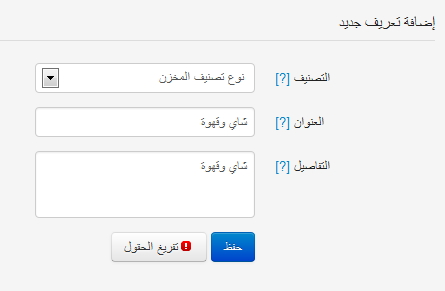 إضافة تعريف جديد
التصنيف [?] نوع تصنيف المخزن
العنوان [?] شاي وقهوة
التفاصيل [?] شاي وقهوة
حفظ تفريغ الحقول